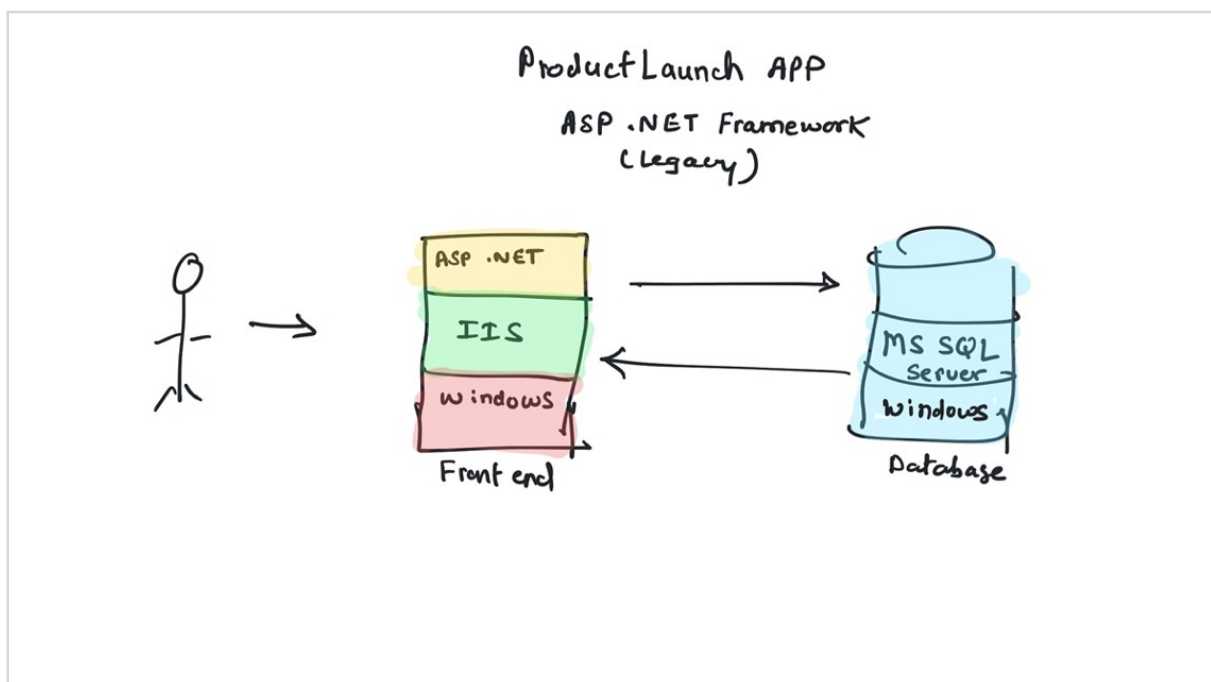 ProductLaunch APP
ASP .NET Framework
(Legacy)
ASP .NET
IIS
Windows
Front end
MS SQL
Server
Windows
Database